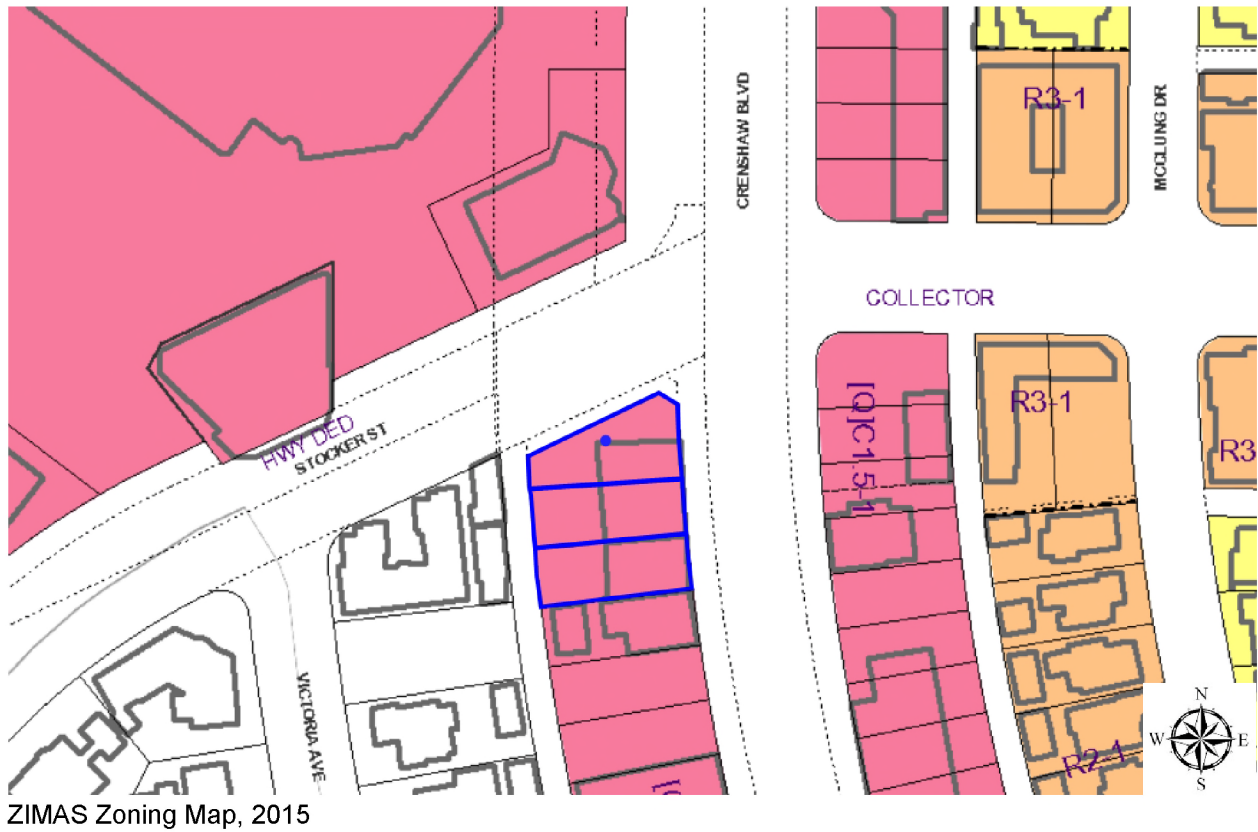 CRENSHAW BLVD
R3-1
MCCLUNG DR
COLLECTOR
[Q]C1.5-1
R3-1
R3
HWY DED
STOCKER ST
VICTORIA AVE
R2-1
N
W
E
S
ZIMAS Zoning Map, 2015